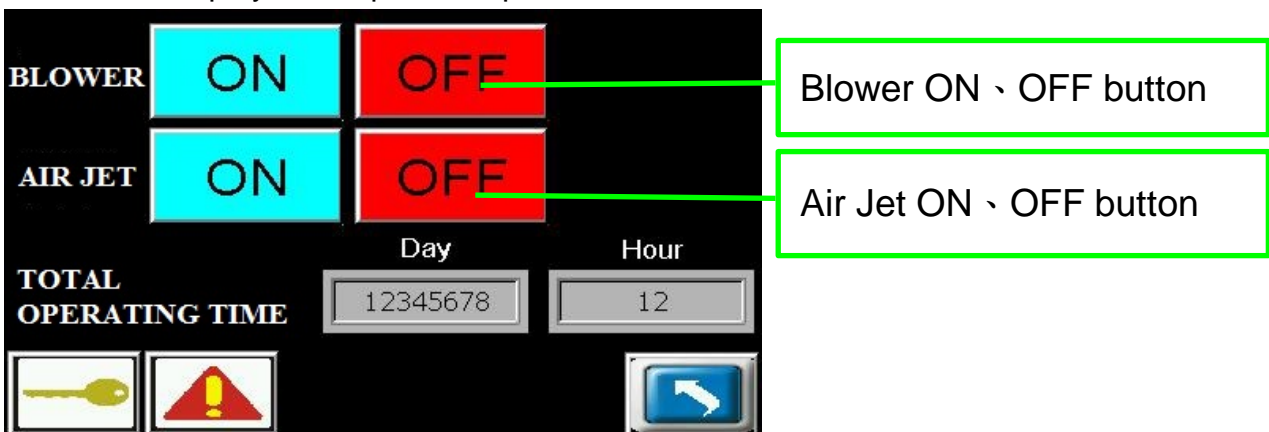 BLOWER ON OFF
Blower ON、OFF button
AIR JET ON OFF
Air Jet ON、OFF button
Day Hour
TOTAL
OPERATING TIME 12345678 12